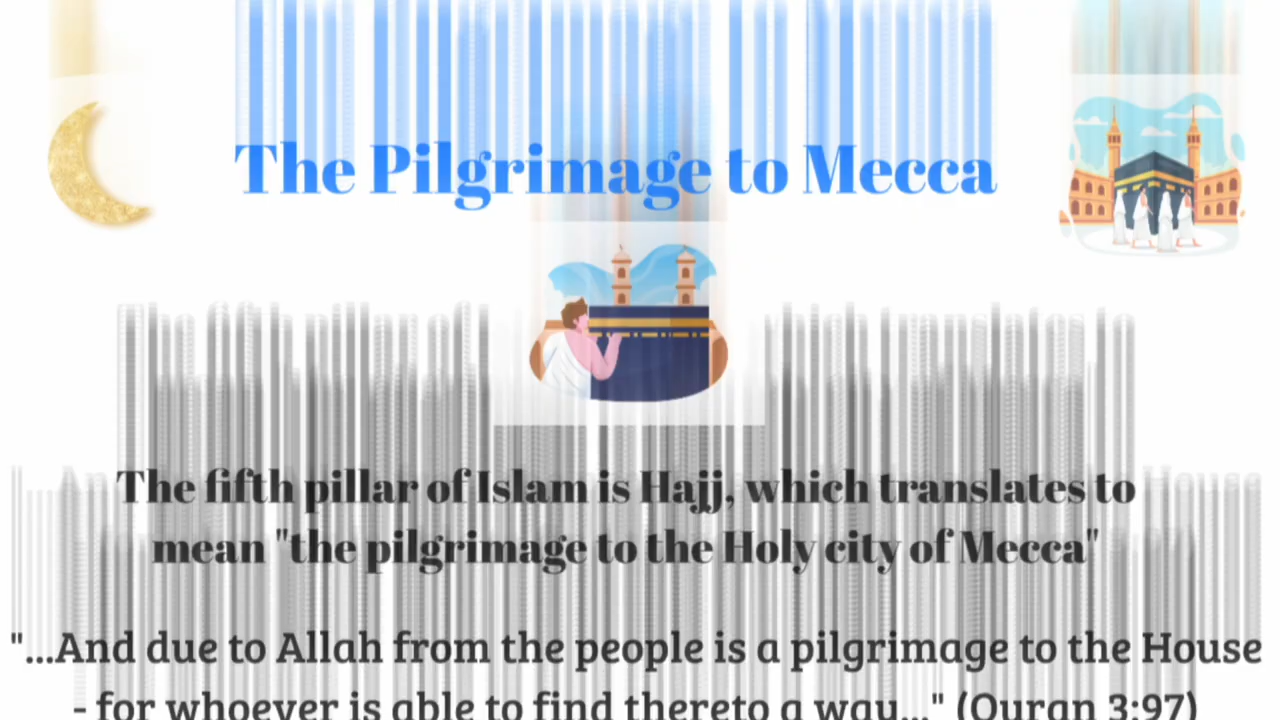 The Pilgrimage to Mecca
The fifth pillar of Islam is Hajj, which translates to
mean "the pilgrimage to the Holy city of Mecca"
"...And due to Allah from the people is a pilgrimage to the House
- for whoever is able to find thereto a way..." (Quran 3:97)